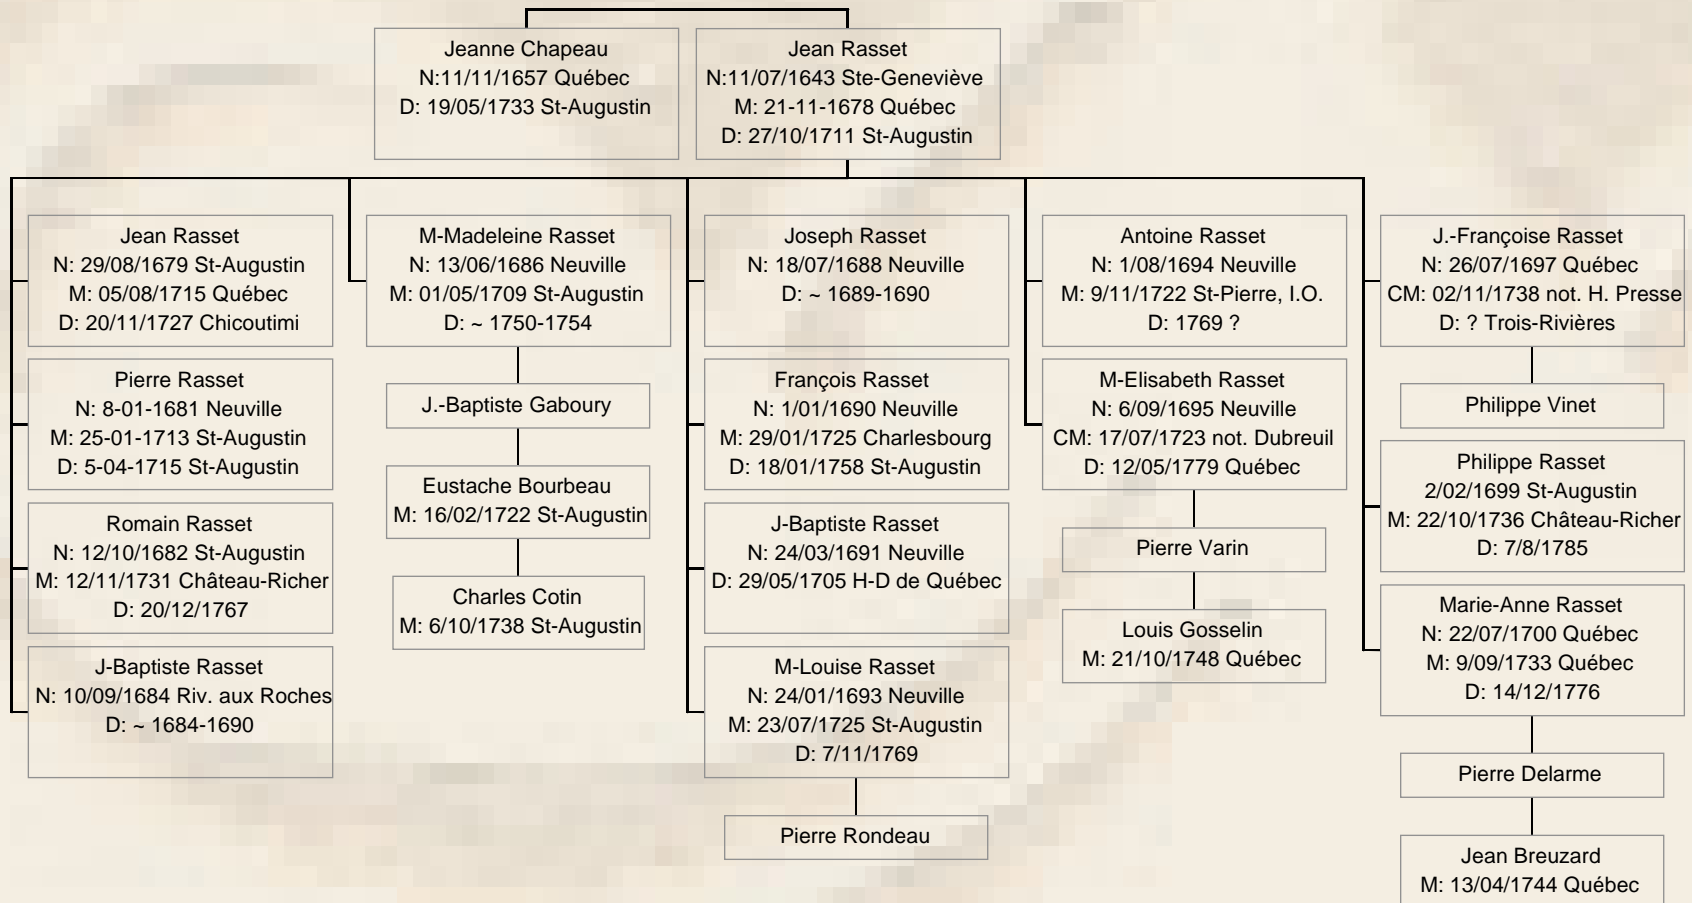 Jeanne Chapeau
N:11/11/1657 Québec
D: 19/05/1733 St-Augustin
Jean Rasset
N:11/07/1643 Ste-Geneviève
M: 21-11-1678 Québec
D: 27/10/1711 St-Augustin
Jean Rasset
N: 29/08/1679 St-Augustin
M: 05/08/1715 Québec
D: 20/11/1727 Chicoutimi
Pierre Rasset
N: 8-01-1681 Neuville
M: 25-01-1713 St-Augustin
D: 5-04-1715 St-Augustin
Romain Rasset
N: 12/10/1682 St-Augustin
M: 12/11/1731 Château-Richer
D: 20/12/1767
J-Baptiste Rasset
N: 10/09/1684 Riv. aux Roches
D: ~ 1684-1690
M-Madeleine Rasset
N: 13/06/1686 Neuville
M: 01/05/1709 St-Augustin
D: ~ 1750-1754
J.-Baptiste Gaboury
Eustache Bourbeau
M: 16/02/1722 St-Augustin
Charles Cotin
M: 6/10/1738 St-Augustin
Joseph Rasset
N: 18/07/1688 Neuville
D: ~ 1689-1690
François Rasset
N: 1/01/1690 Neuville
M: 29/01/1725 Charlesbourg
D: 18/01/1758 St-Augustin
J-Baptiste Rasset
N: 24/03/1691 Neuville
D: 29/05/1705 H-D de Québec
M-Louise Rasset
N: 24/01/1693 Neuville
M: 23/07/1725 St-Augustin
D: 7/11/1769
Pierre Rondeau
Antoine Rasset
N: 1/08/1694 Neuville
M: 9/11/1722 St-Pierre, I.O.
D: 1769 ?
M-Elisabeth Rasset
N: 6/09/1695 Neuville
CM: 17/07/1723 not. Dubreuil
D: 12/05/1779 Québec
Pierre Varin
Louis Gosselin
M: 21/10/1748 Québec
J.-Françoise Rasset
N: 26/07/1697 Québec
CM: 02/11/1738 not. H. Presse
D: ? Trois-Rivières
Philippe Vinet
Philippe Rasset
2/02/1699 St-Augustin
M: 22/10/1736 Château-Richer
D: 7/8/1785
Marie-Anne Rasset
N: 22/07/1700 Québec
M: 9/09/1733 Québec
D: 14/12/1776
Pierre Delarme
Jean Breuzard
M: 13/04/1744 Québec